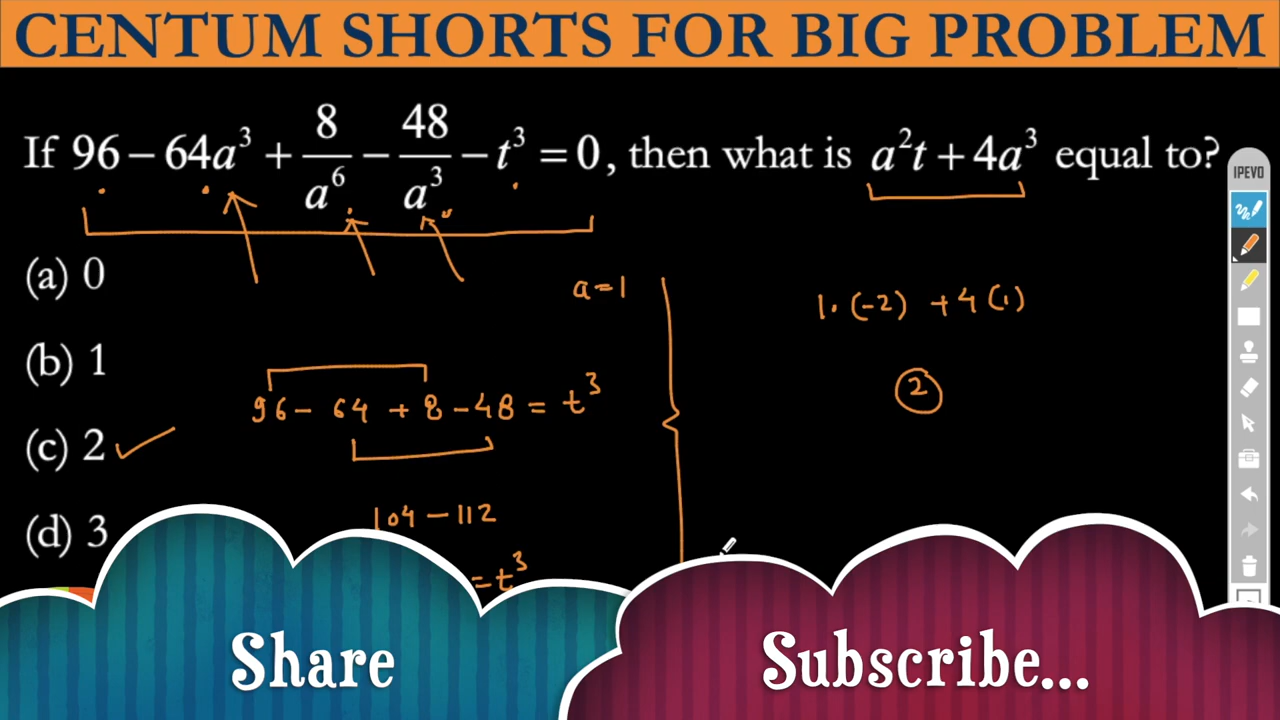 CENTUM SHORTS FOR BIG PROBLEM
If 96 − 64a³ + 8/a⁶ − 48/a³ − t³ = 0, then what is a²t + 4a³ equal to?
IPEVO
(a) 0
a=1
1.(-2) + 4(1)
(b) 1
96 - 64 + 8 - 48 = t³
2
(c) 2
104 - 112
(d) 3
= t³
Share
Subscribe...